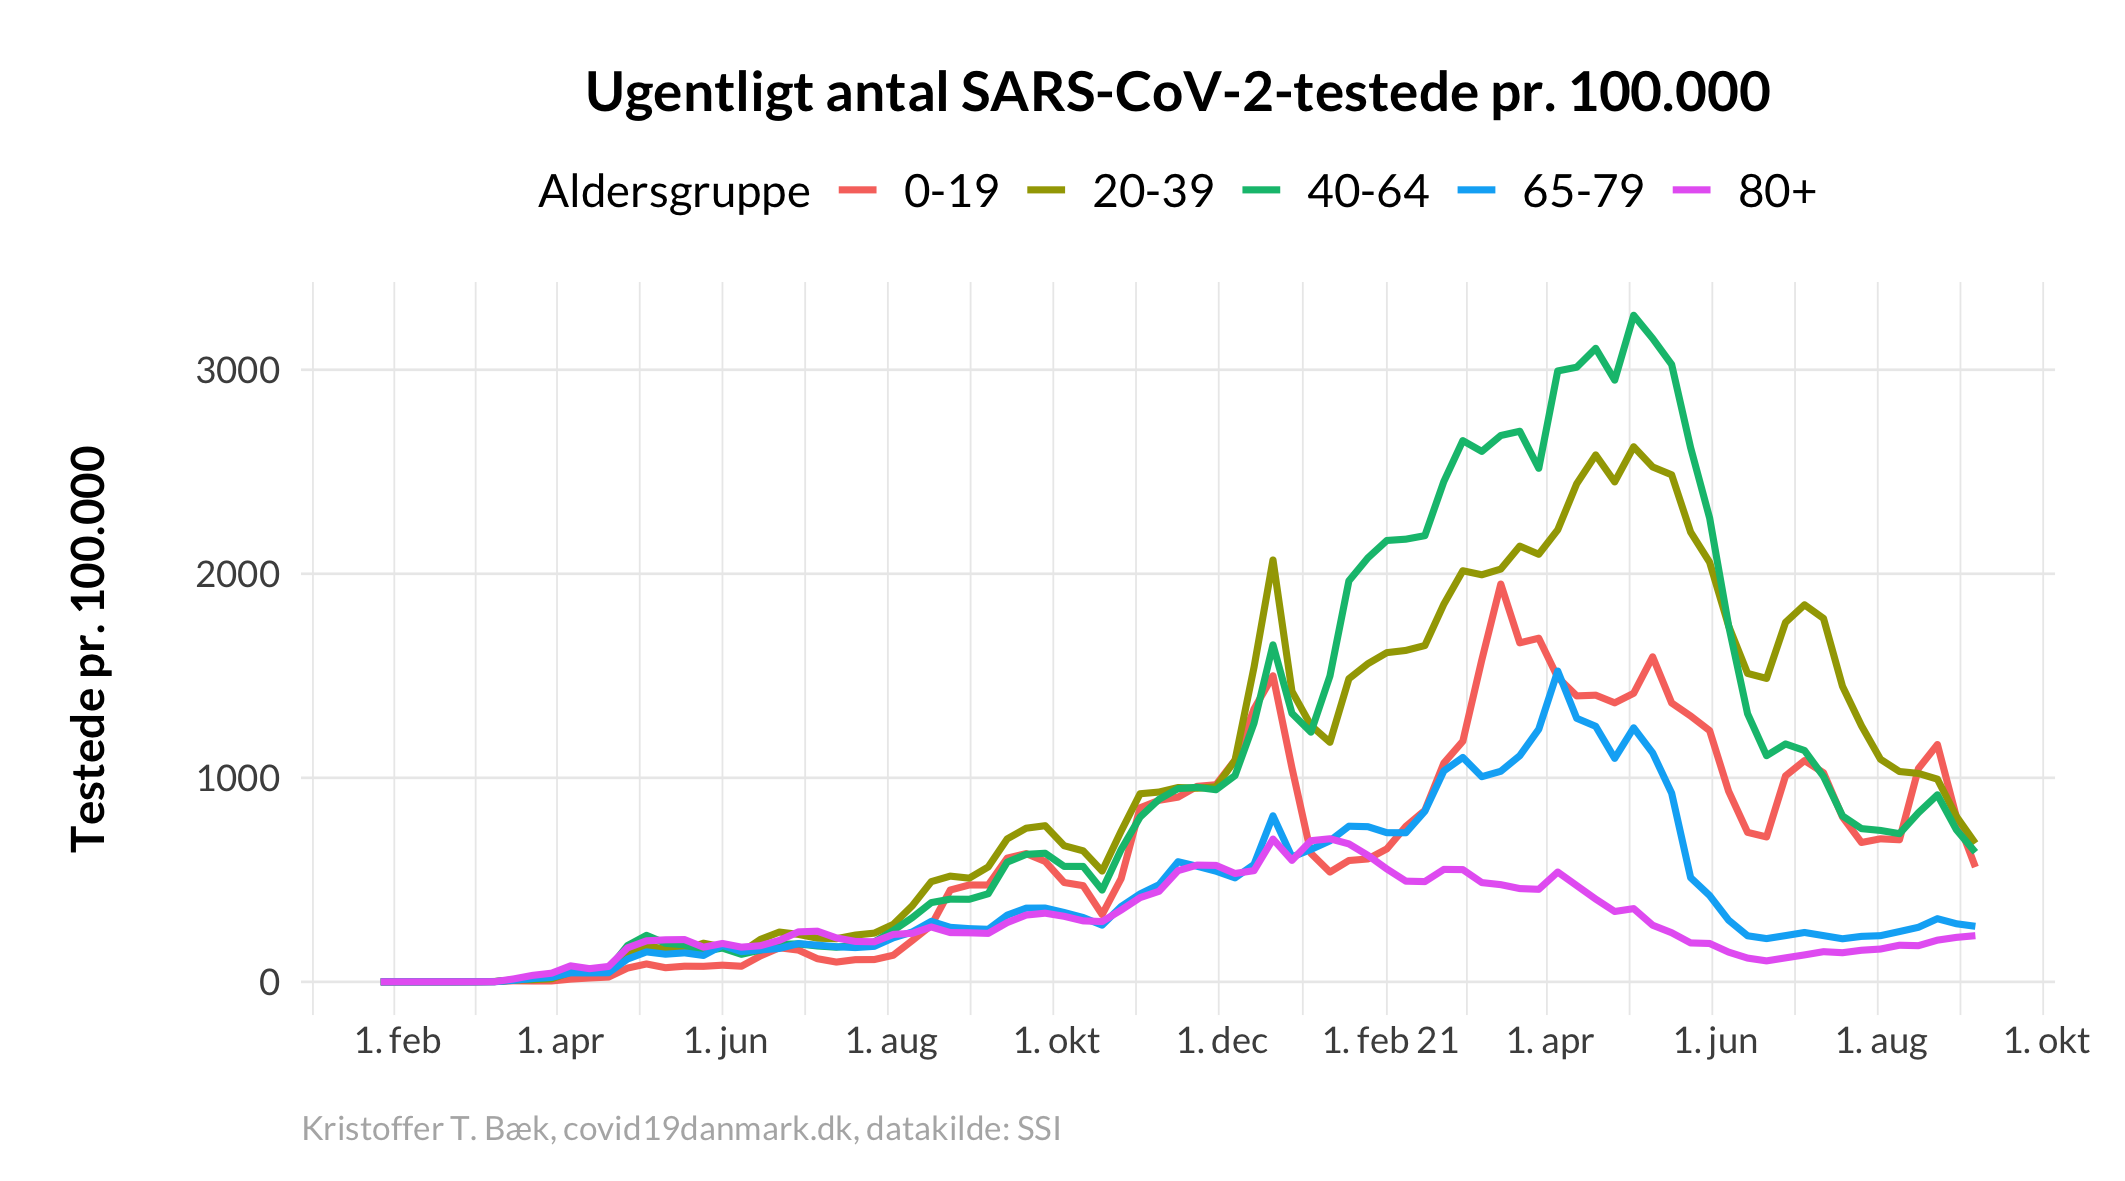 Ugentligt antal SARS-CoV-2-testede pr. 100.000
Aldersgruppe 0-19 20-39 40-64 65-79 80+
Testede pr. 100.000
3000
2000
1000
0
1. feb 1. apr 1. jun 1. aug 1. okt 1. dec 1. feb 21 1. apr 1. jun 1. aug 1. okt
Kristoffer T. Bæk, covid19danmark.dk, datakilde: SSI